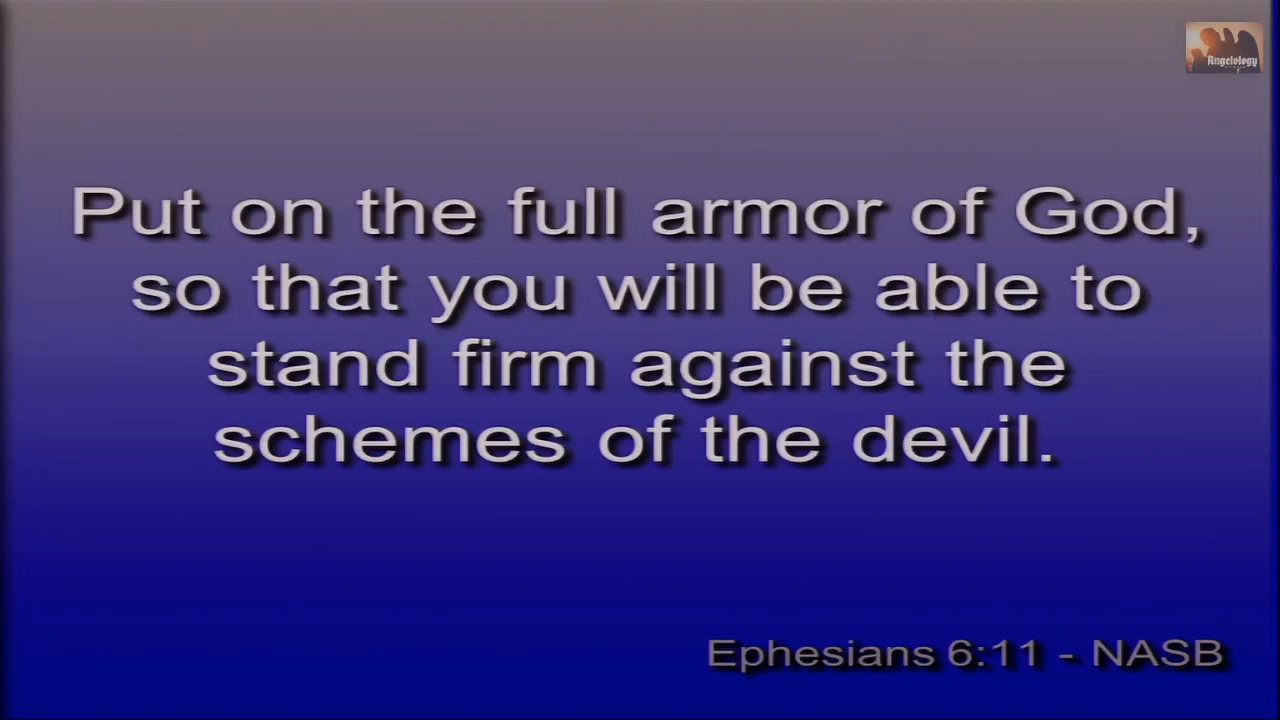 Angelology
Put on the full armor of God,
so that you will be able to
stand firm against the
schemes of the devil.
Ephesians 6:11 - NASB